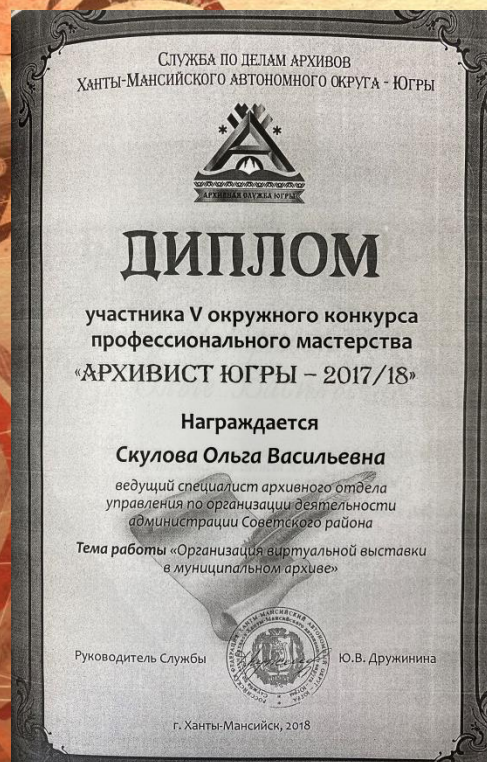 Служба по делам архивов
Ханты-Мансийского автономного округа - Югры
АРХИВНАЯ СЛУЖБА ЮГРЫ
ДИПЛОМ
участника V окружного конкурса
профессионального мастерства
«АРХИВИСТ ЮГРЫ – 2017/18»
Награждается
Скулова Ольга Васильевна
ведущий специалист архивного отдела
управления по организации деятельности
администрации Советского района
Тема работы «Организация виртуальной выставки
в муниципальном архиве»
Руководитель Службы
Ю.В. Дружинина
г. Ханты-Мансийск, 2018